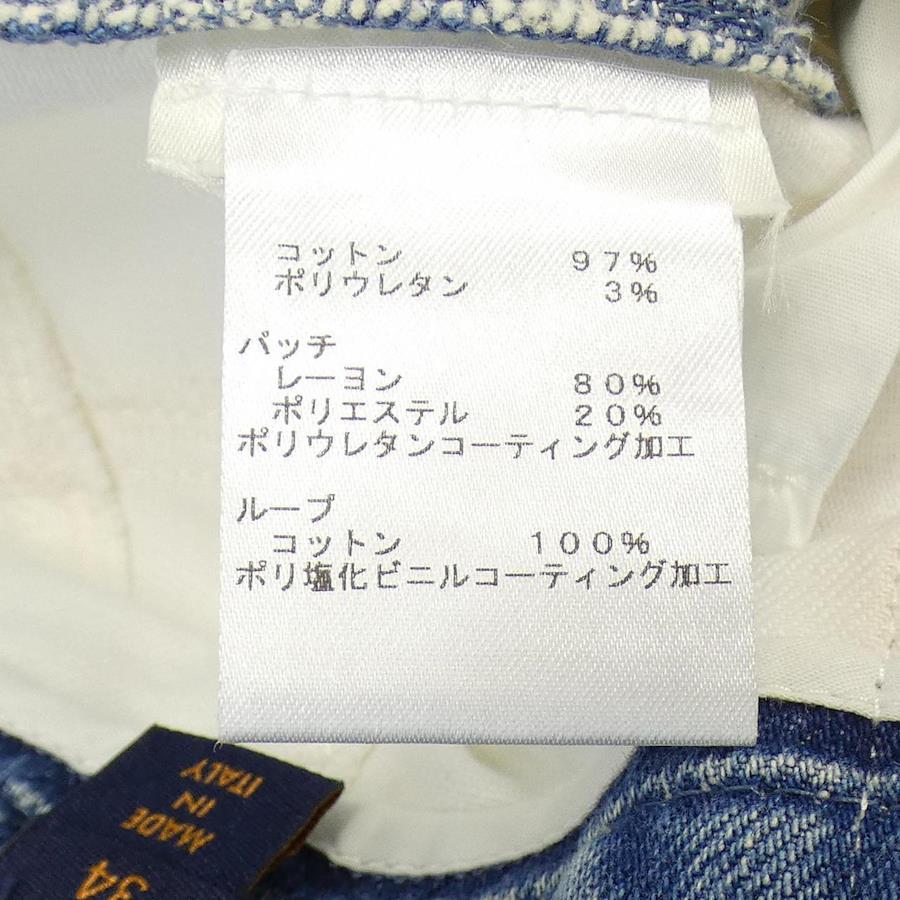 コットン 97%
ポリウレタン 3%
パッチ
レーヨン 80%
ポリエステル 20%
ポリウレタンコーティング加工
ループ
コットン 100%
ポリ塩化ビニルコーティング加工
MADE
IN
ITALY
34